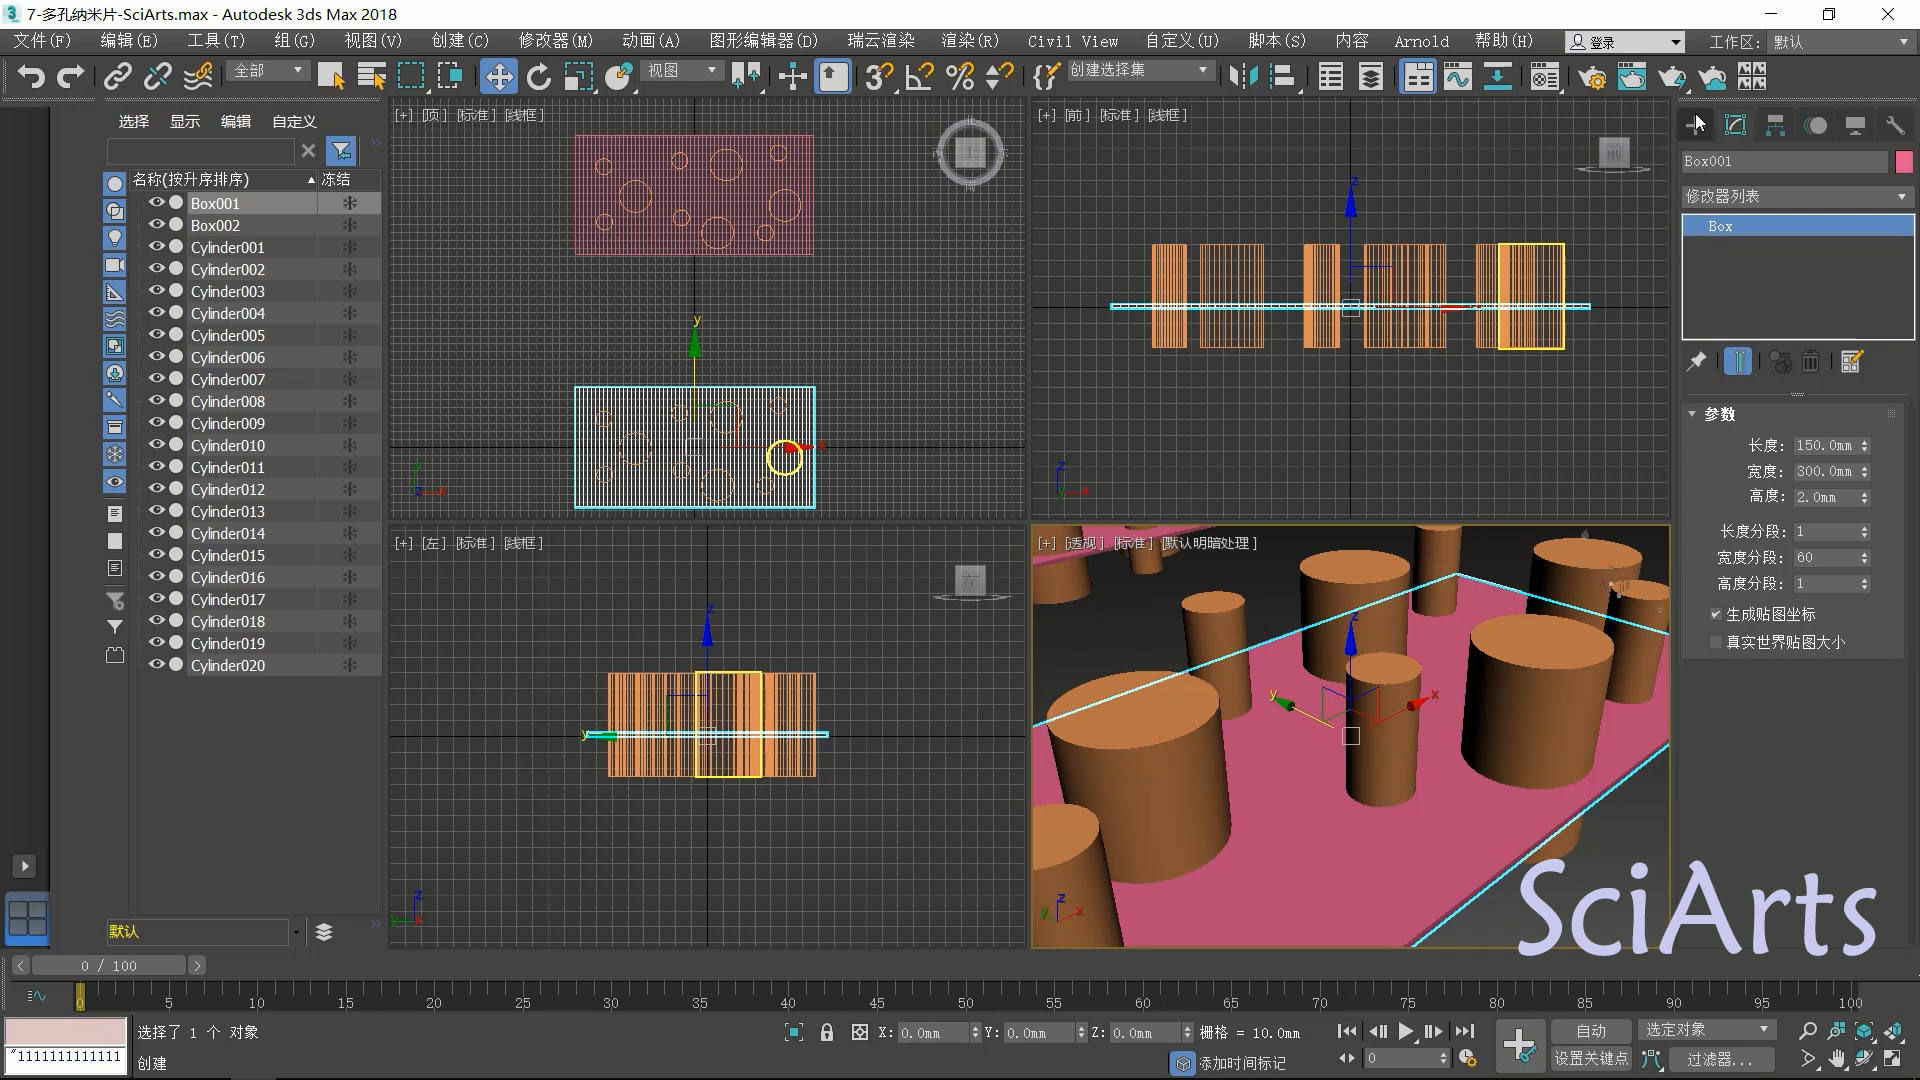 7-多孔纳米片-SciArts.max - Autodesk 3ds Max 2018
文件(F) 编辑(E) 工具(T) 组(G) 视图(V) 创建(C) 修改器(M) 动画(A) 图形编辑器(D) 瑞云渲染 渲染(R) Civil View 自定义(U) 脚本(S) 内容 Arnold 帮助(H) 登录 工作区: 默认
全部 视图 创建选择集
选择 显示 编辑 自定义
名称(按升序排序) 冻结
Box001
Box002
Cylinder001
Cylinder002
Cylinder003
Cylinder004
Cylinder005
Cylinder006
Cylinder007
Cylinder008
Cylinder009
Cylinder010
Cylinder011
Cylinder012
Cylinder013
Cylinder014
Cylinder015
Cylinder016
Cylinder017
Cylinder018
Cylinder019
Cylinder020
默认
[+] [顶] [标准] [线框]
北
上
南
y
y
z x
[+] [前] [标准] [线框]
z
z
y x
[+] [左] [标准] [线框]
左
z
y
z
y x
[+] [透视] [标准] [默认明暗处理]
z
y x
z
y x
SciArts
Box001
修改器列表
Box
参数
长度: 150.0mm
宽度: 300.0mm
高度: 2.0mm
长度分段: 1
宽度分段: 60
高度分段: 1
生成贴图坐标
真实世界贴图大小
0 / 100
0 5 10 15 20 25 30 35 40 45 50 55 60 65 70 75 80 85 90 95 100
"1111111111111
选择了 1 个 对象
创建
X: 0.0mm Y: 0.0mm Z: 0.0mm 栅格 = 10.0mm
添加时间标记
0
自动 选定对象
设置关键点 过滤器...